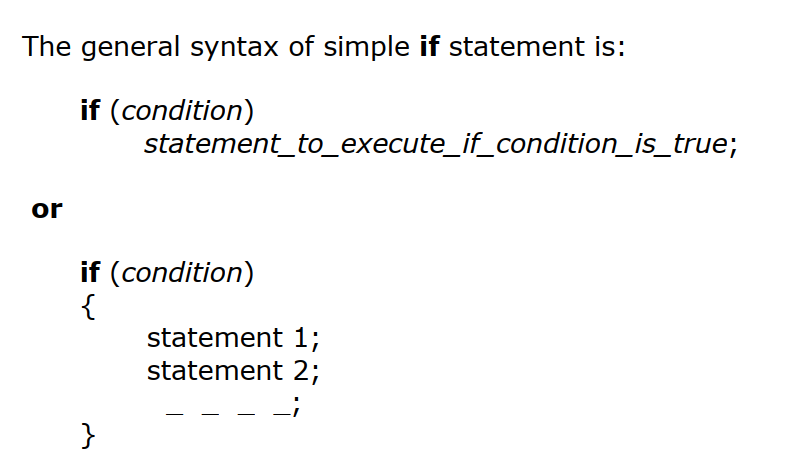 The general syntax of simple if statement is:
if (condition)
statement_to_execute_if_condition_is_true;
or
if (condition)
{
statement 1;
statement 2;
_ _ _ _;
}